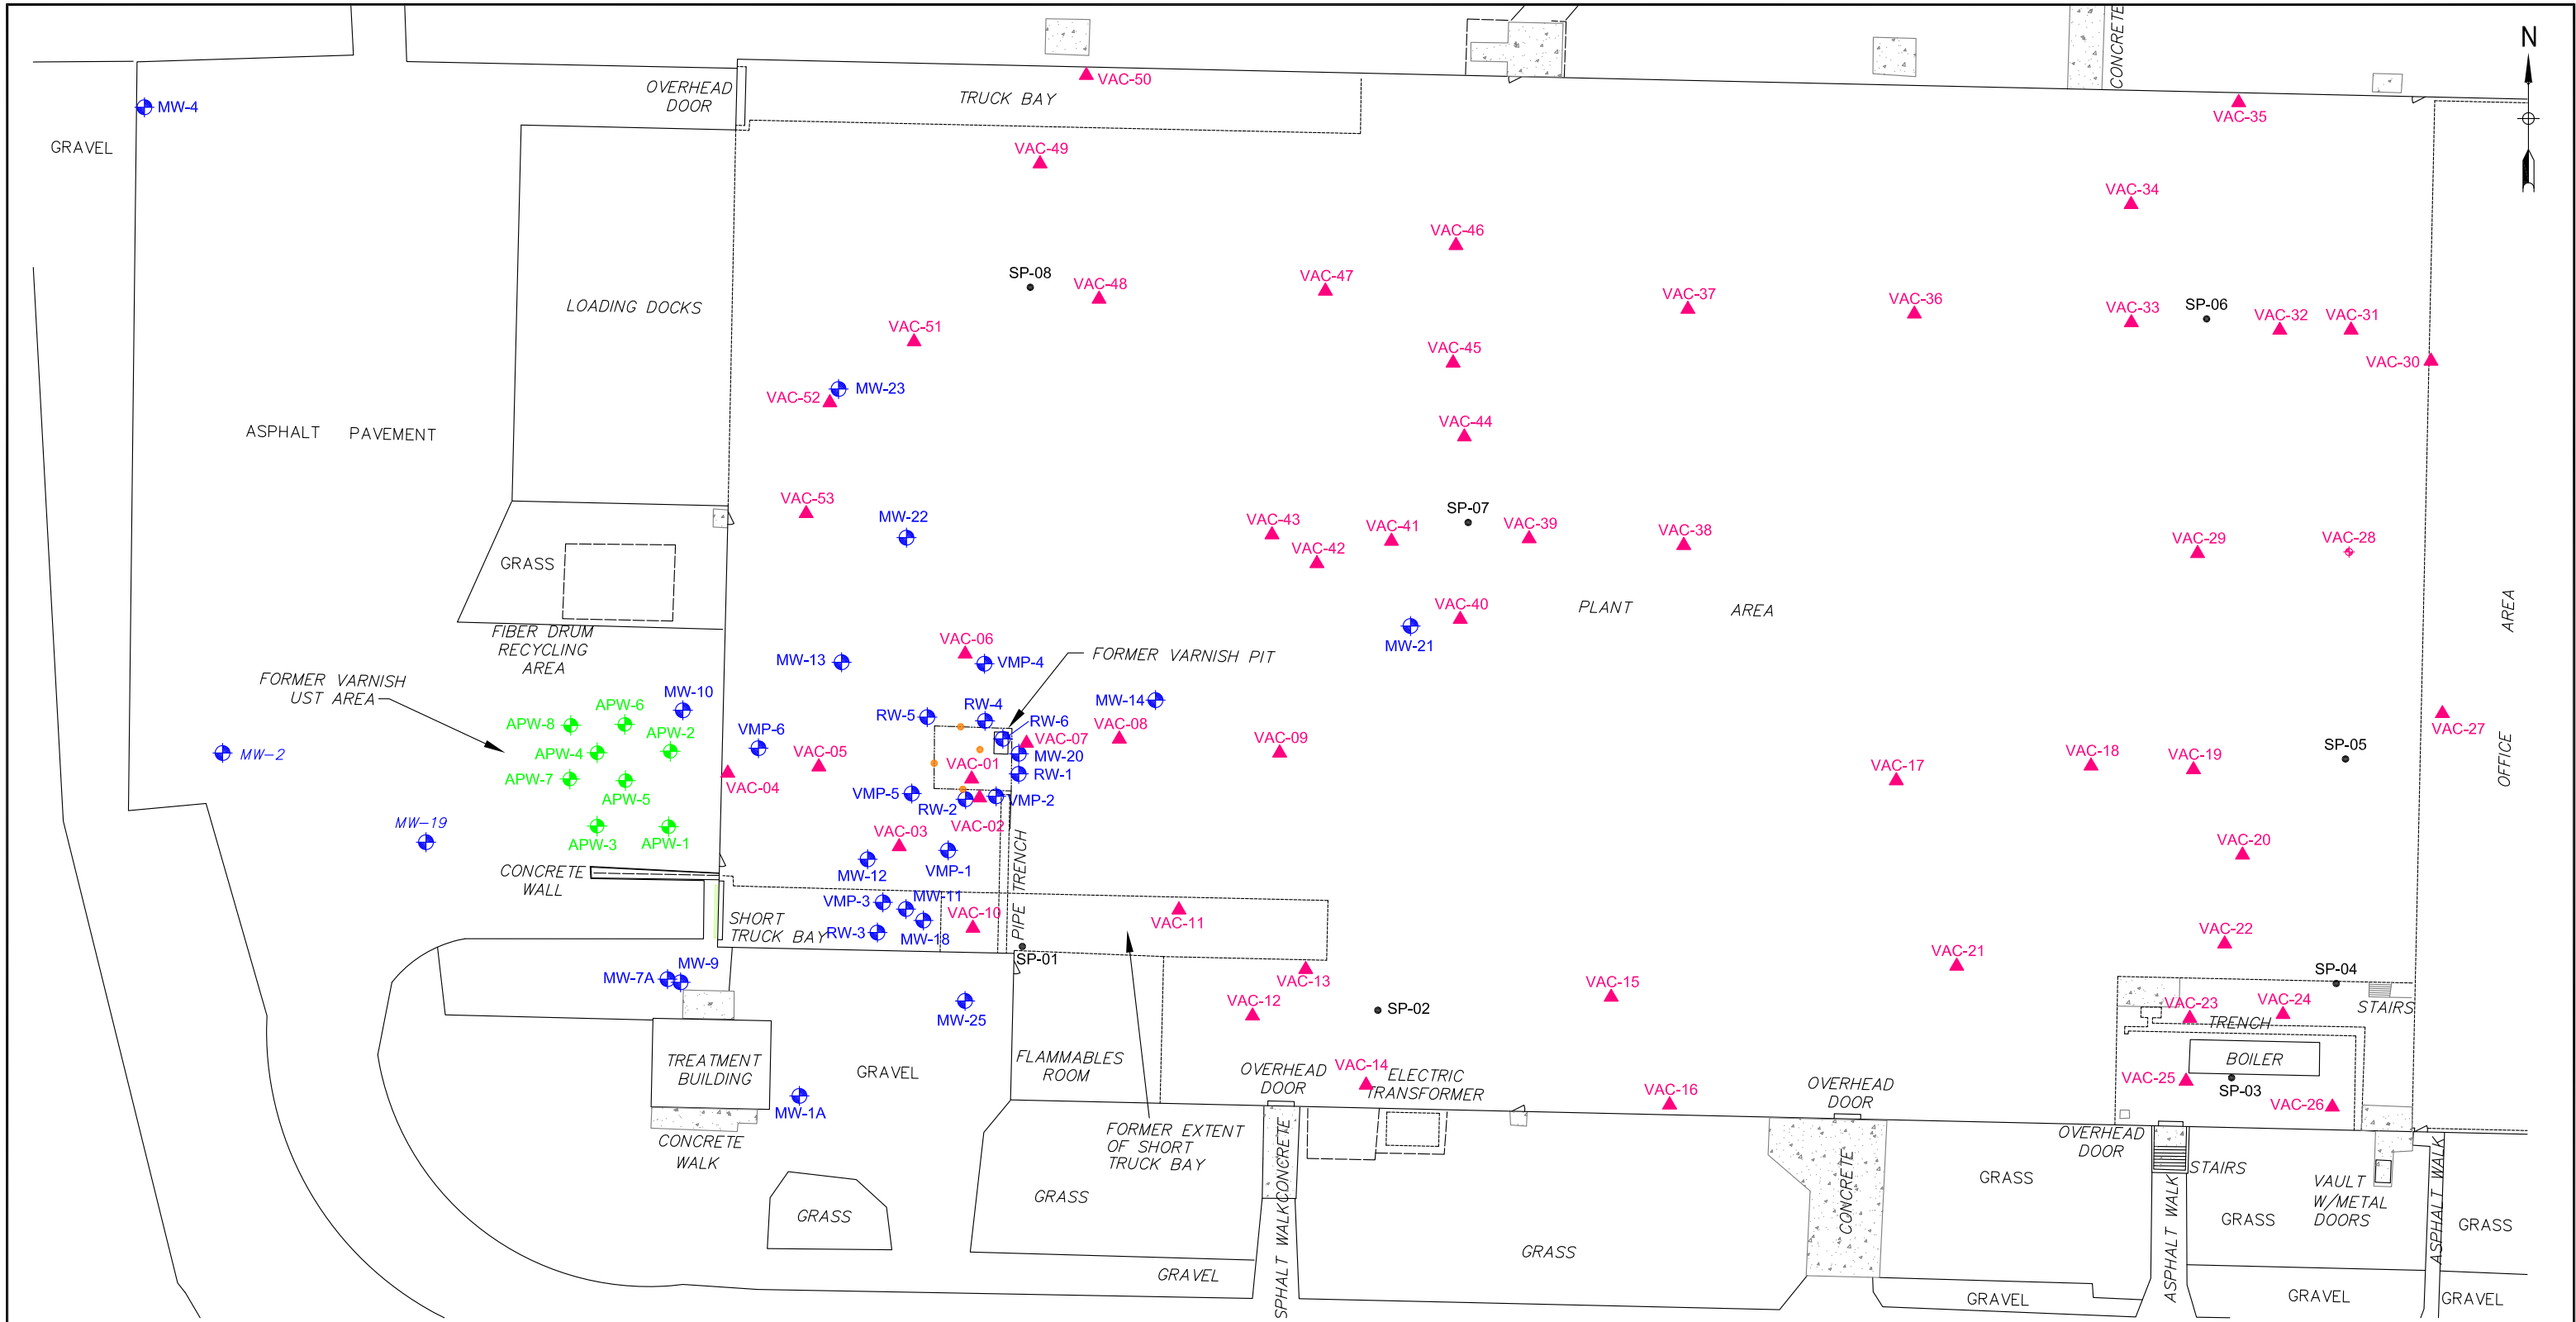 N
CONCRETE
VAC-50
OVERHEAD
DOOR
TRUCK BAY
MW-4
VAC-35
GRAVEL
VAC-49
VAC-34
VAC-46
SP-08
VAC-48
VAC-47
VAC-37
VAC-36
VAC-33
SP-06
VAC-32
VAC-31
LOADING DOCKS
VAC-51
VAC-45
VAC-30
MW-23
VAC-52
ASPHALT PAVEMENT
VAC-44
VAC-53
MW-22
SP-07
VAC-43
VAC-41
VAC-39
VAC-38
VAC-42
VAC-29
VAC-28
GRASS
VAC-40
PLANT AREA
OFFICE AREA
FIBER DRUM
RECYCLING
AREA
VAC-06
MW-21
MW-13
VMP-4
FORMER VARNISH PIT
FORMER VARNISH
UST AREA
MW-10
MW-14
APW-6
APW-8
RW-5
RW-4
RW-6
VAC-08
VAC-27
APW-2
VMP-6
VAC-07
MW-2
APW-4
VAC-05
MW-20
VAC-09
VAC-18
VAC-19
SP-05
APW-7
VAC-01
RW-1
VAC-17
APW-5
VAC-04
VMP-5
RW-2
VMP-2
MW-19
VAC-03
VAC-02
APW-3
APW-1
VAC-20
CONCRETE
WALL
MW-12
VMP-1
PIPE TRENCH
VMP-3
MW-11
SHORT
TRUCK BAY
RW-3
MW-18
VAC-10
VAC-11
VAC-22
SP-01
VAC-21
MW-9
MW-7A
VAC-13
SP-04
MW-25
VAC-12
SP-02
VAC-15
VAC-23
VAC-24
STAIRS
TRENCH
TREATMENT
BUILDING
GRAVEL
FLAMMABLES
ROOM
BOILER
OVERHEAD
DOOR
VAC-14
ELECTRIC
TRANSFORMER
VAC-25
SP-03
VAC-16
OVERHEAD
DOOR
VAC-26
MW-1A
CONCRETE
WALK
FORMER EXTENT
OF SHORT
TRUCK BAY
OVERHEAD
DOOR
CONCRETE
CONCRETE
STAIRS
GRASS
VAULT
W/METAL
DOORS
ASPHALT WALK
GRASS
GRASS
GRASS
GRASS
GRASS
SPHALT WALK
ASPHALT WALK
GRAVEL
GRAVEL
GRAVEL
GRAVEL